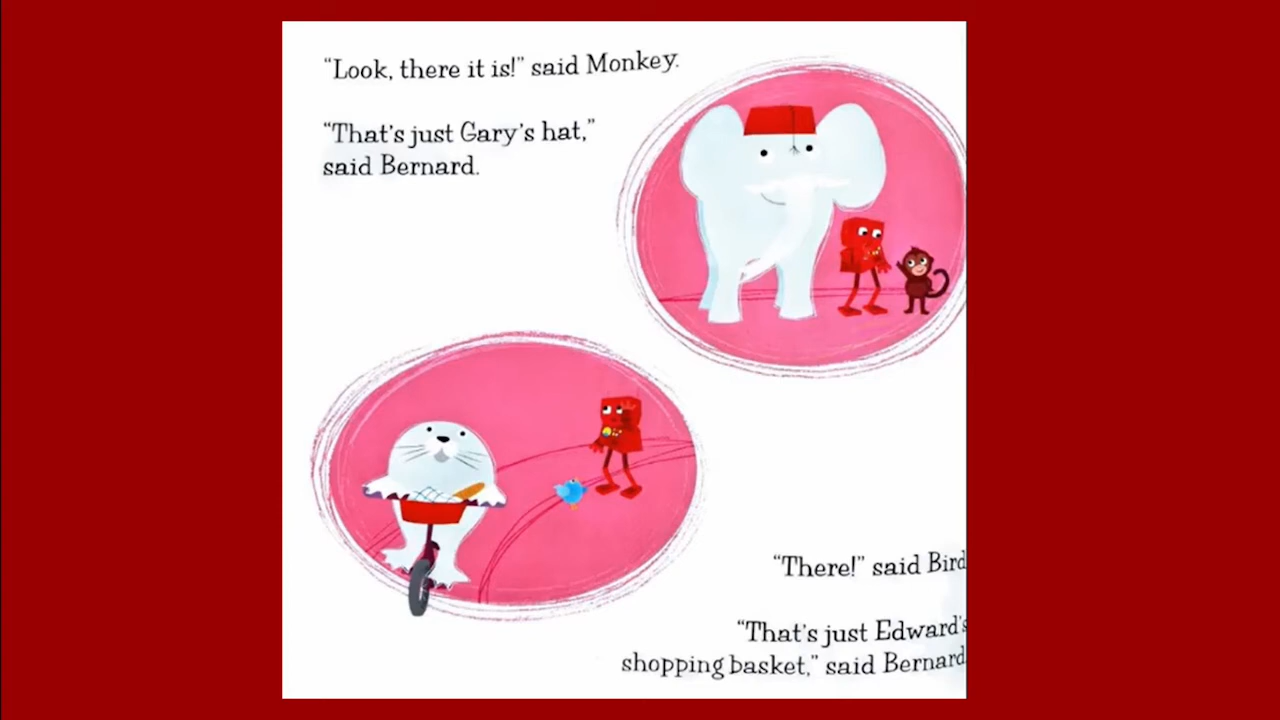 “Look, there it is!” said Monkey.
“That’s just Gary’s hat,”
said Bernard.
“There!” said Bird
“That’s just Edward’s
shopping basket,” said Bernard